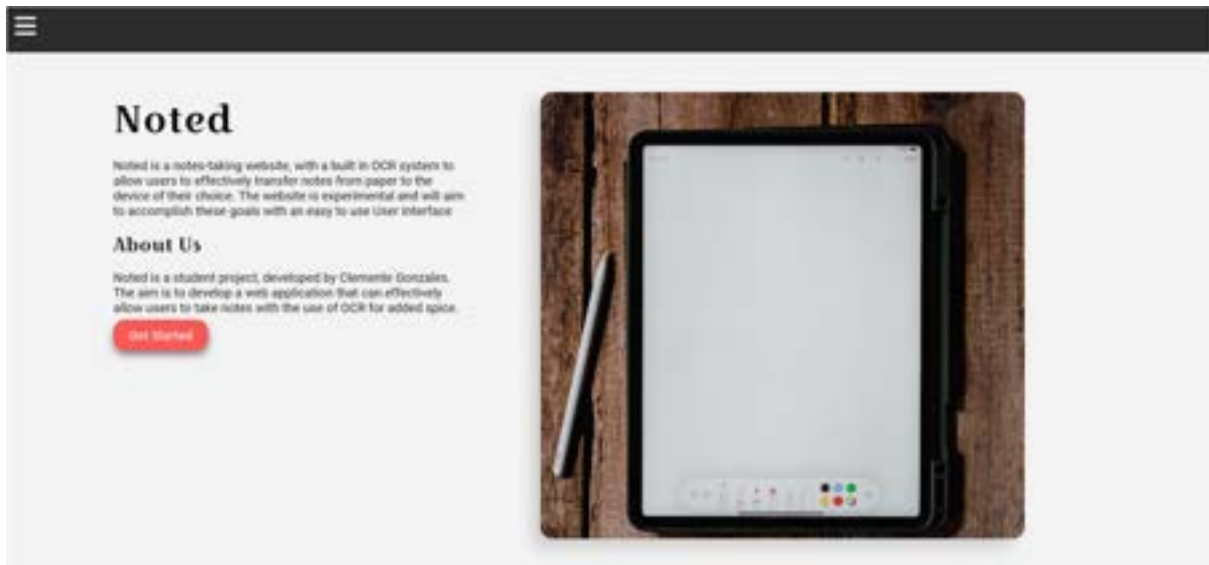 Noted
Noted is a notes-taking website, with a built in OCR system to
allow users to effectively transfer notes from paper to the
device of their choice. The website is experimental and will aim
to accomplish these goals with an easy to use User Interface
About Us
Noted is a student project, developed by Clemente Gonzales.
The aim is to develop a web application that can effectively
allow users to take notes with the use of OCR for added spice.
Get Started